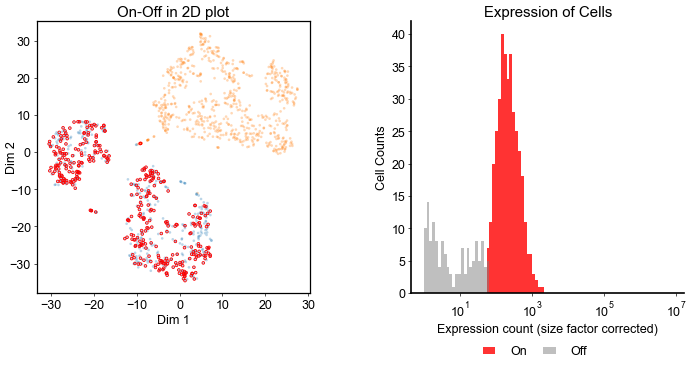 On-Off in 2D plot
Dim 2
30
20
10
0
−10
−20
−30
−30 −20 −10 0 10 20 30
Dim 1
Expression of Cells
Cell Counts
40
35
30
25
20
15
10
5
0
10^1 10^3 10^5 10^7
Expression count (size factor corrected)
On Off